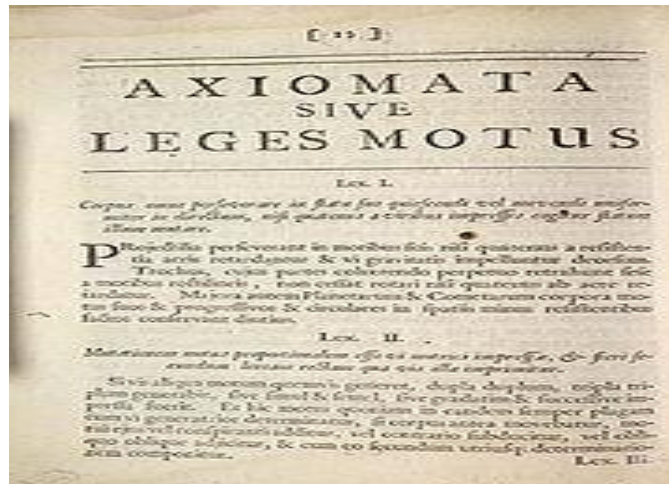 AXIOMATA
SIVE
LEGES MOTUS
Lex. I.
Corpus omne perseverare in statu suo quiescendi vel movendi unifor-
miter in directum, nisi quatenus a viribus impressis cogitur statum
illum mutare.
PRojectilia perseverant in motibus suis nisi quatenus a resisten-
tia aeris retardantur & vi gravitatis impelluntur deorsum.
Trochus, cujus partes cohærendo perpetuo retrahunt sese
a motibus rectilineis, non cessat rotari nisi quatenus ab aere re-
tardatur. Majora autem Planetarum & Cometarum corpora mo-
tus suos & progressivos & circulares in spatiis minus resistentibus
factos conservant diutius.
Lex. II.
Mutationem motus proportionalem esse vi motrici impressæ, & fieri se-
cundum lineam rectam qua vis illa imprimitur.
Si vis aliqua motum quemvis generet, dupla duplum, tripla tri-
plum generabit, sive simul & semel, sive gradatim & successive im-
pressa fuerit. Et hic motus quoniam in eandem semper plagam
cum vi generatrice determinatur, si corpus antea movebatur, mo-
tui ejus vel conspiranti additur, vel contrario subducitur, vel obli-
quo oblique adjicitur, & cum eo secundum utriusq; determinatio-
nem componitur.
Lex. III.